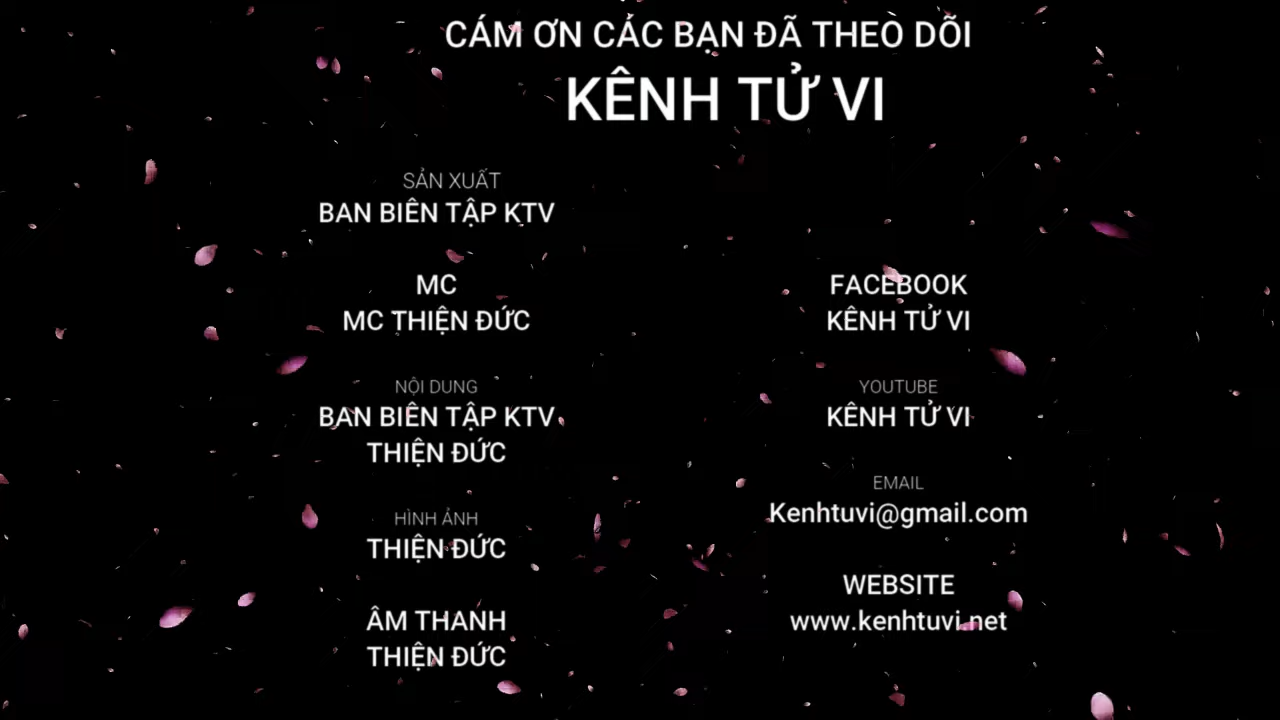 CÁM ƠN CÁC BẠN ĐÃ THEO DÕI
KÊNH TỬ VI
SẢN XUẤT
BAN BIÊN TẬP KTV
MC
MC THIỆN ĐỨC
NỘI DUNG
BAN BIÊN TẬP KTV
THIỆN ĐỨC
HÌNH ẢNH
THIỆN ĐỨC
ÂM THANH
THIỆN ĐỨC
FACEBOOK
KÊNH TỬ VI
YOUTUBE
KÊNH TỬ VI
EMAIL
Kenhtuvi@gmail.com
WEBSITE
www.kenhtuvi.net